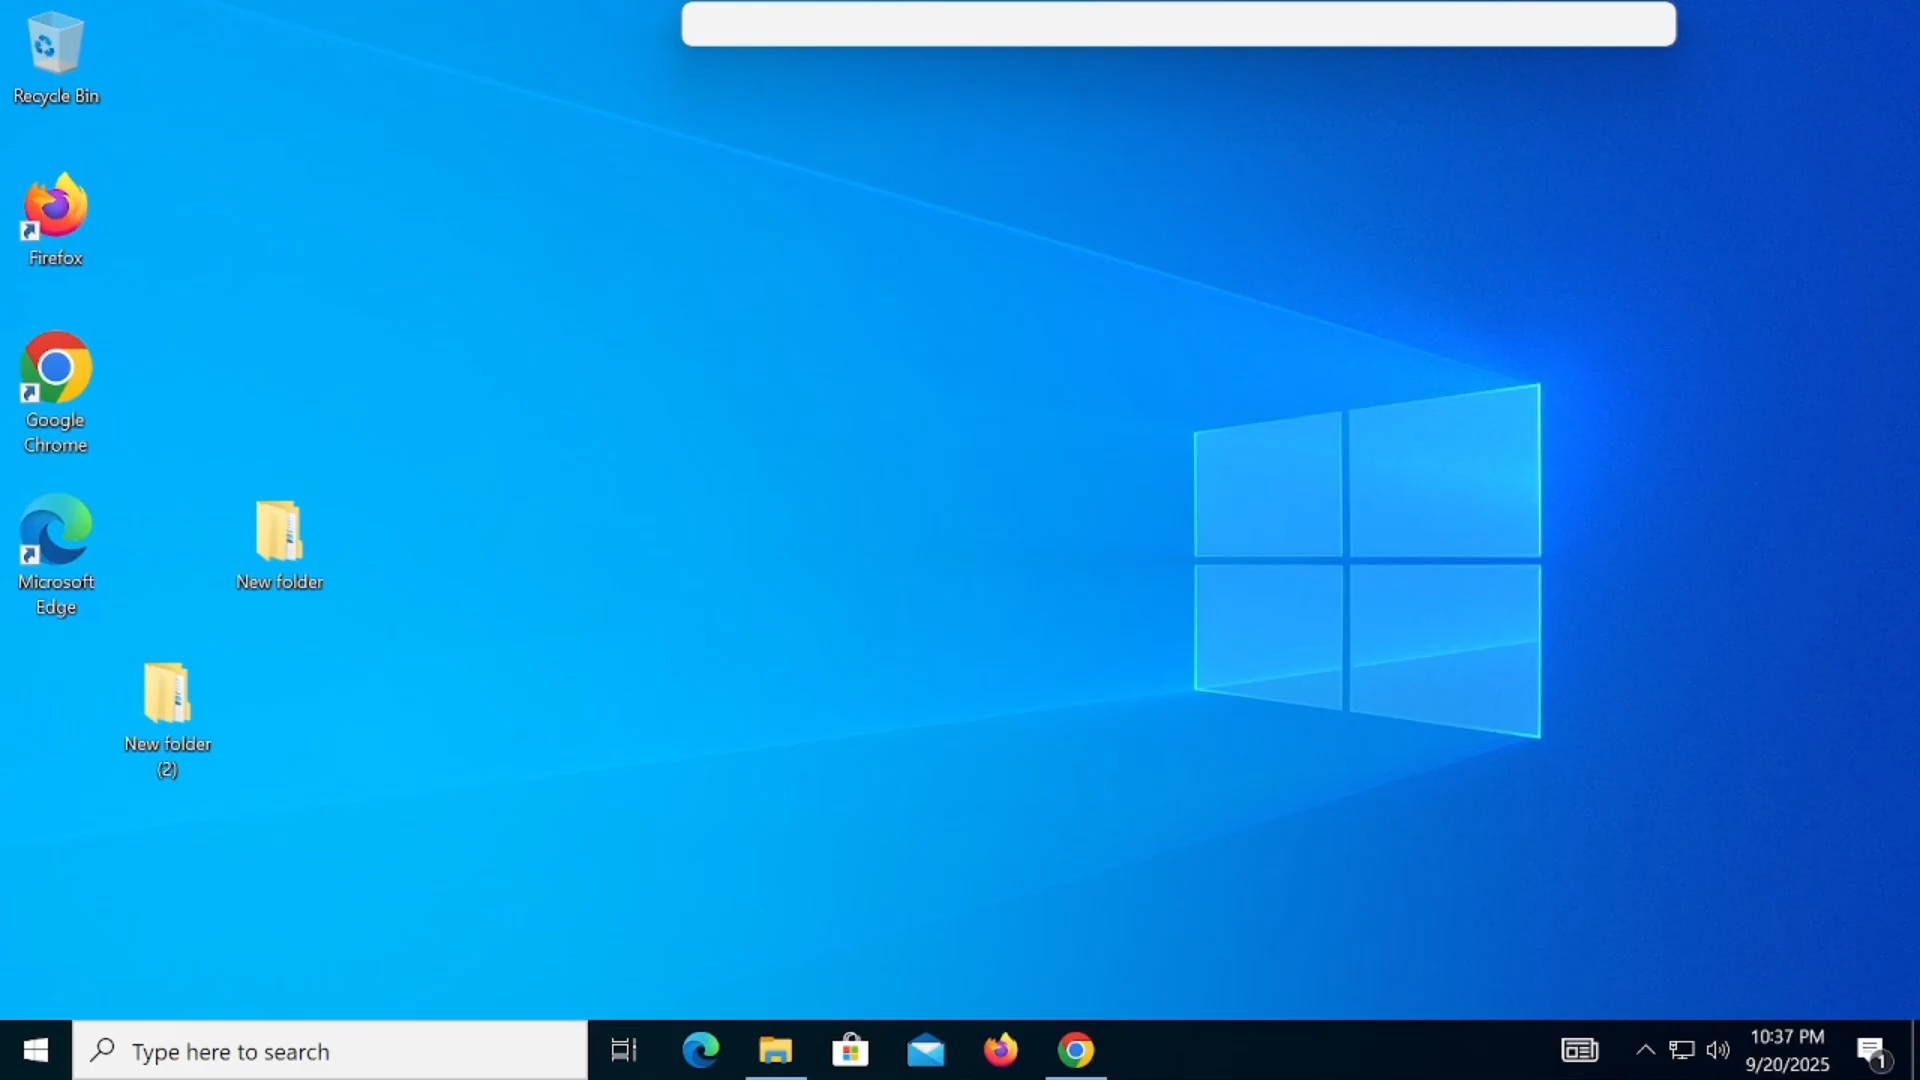 Recycle Bin
Firefox
Google
Chrome
Microsoft
Edge
New folder
New folder
(2)
Type here to search
10:37 PM
9/20/2025
1